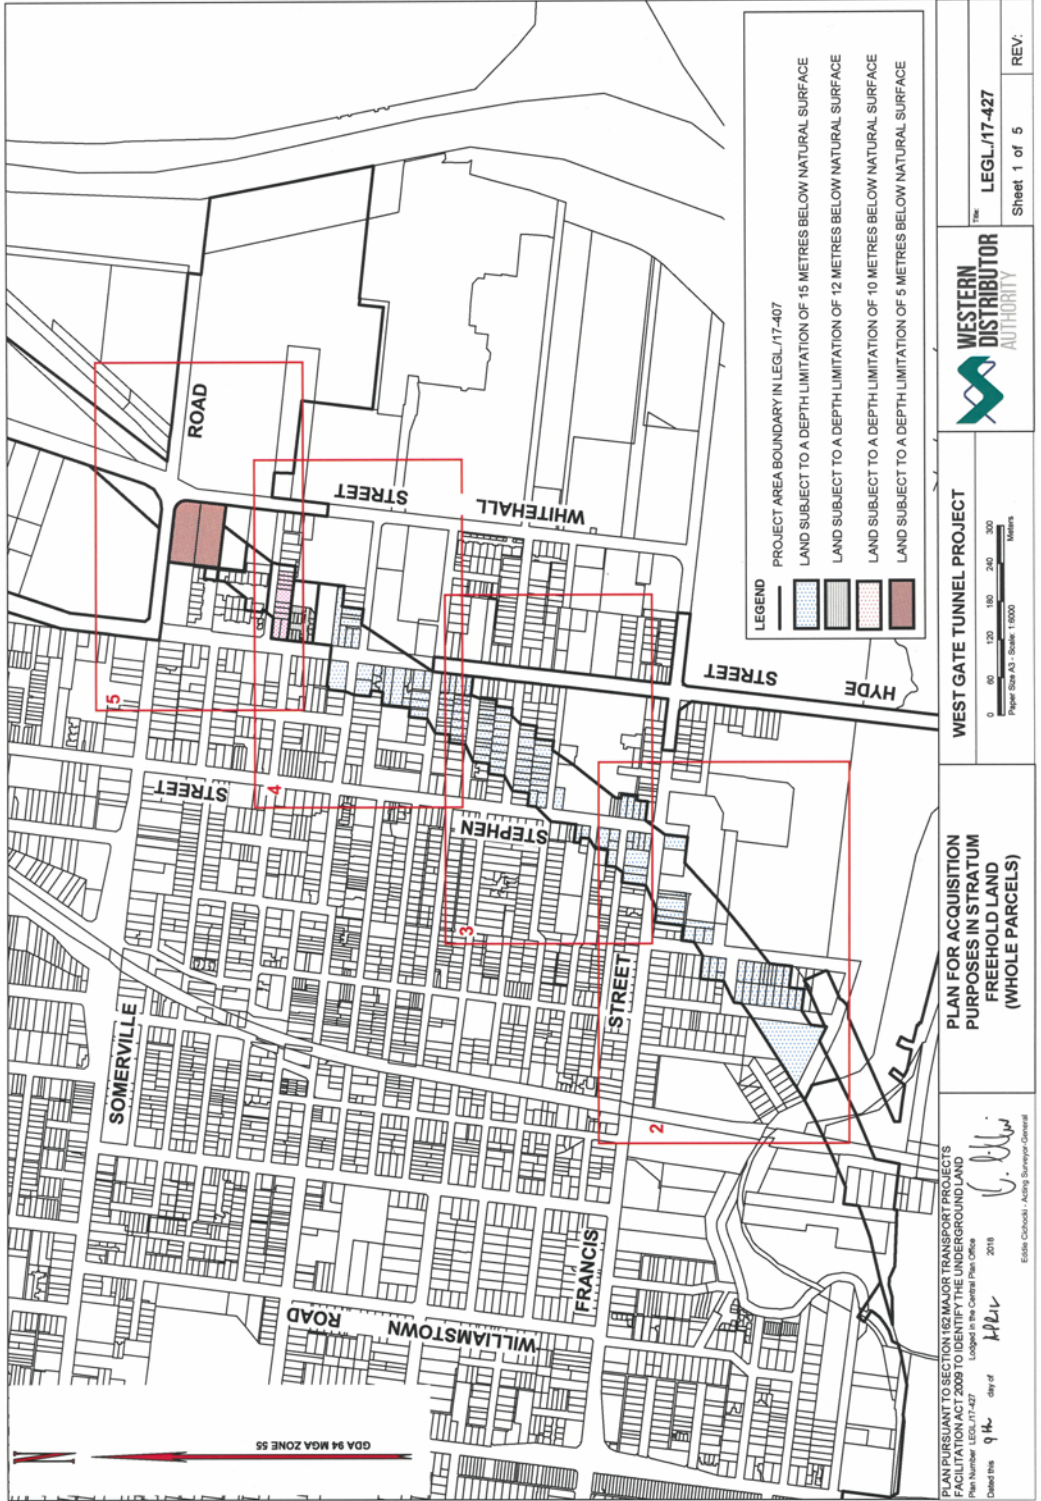 GDA 94 MGA ZONE 55
SOMERVILLE
ROAD
5
STREET
4
STREET
WHITEHALL
STEPHEN
3
STREET
HYDE
STREET
2
WILLIAMSTOWN
ROAD
FRANCIS
LEGEND
PROJECT AREA BOUNDARY IN LEGL./17-407
LAND SUBJECT TO A DEPTH LIMITATION OF 15 METRES BELOW NATURAL SURFACE
LAND SUBJECT TO A DEPTH LIMITATION OF 12 METRES BELOW NATURAL SURFACE
LAND SUBJECT TO A DEPTH LIMITATION OF 10 METRES BELOW NATURAL SURFACE
LAND SUBJECT TO A DEPTH LIMITATION OF 5 METRES BELOW NATURAL SURFACE
PLAN PURSUANT TO SECTION 162 MAJOR TRANSPORT PROJECTS
FACILITATION ACT 2009 TO IDENTIFY THE UNDERGROUND LAND
Plan Number LEGL./17-427 Lodged in the Central Plan Office
Dated this 9th day of APRIL 2018
Eddie Cichocki - Acting Surveyor-General
PLAN FOR ACQUISITION
PURPOSES IN STRATUM
FREEHOLD LAND
(WHOLE PARCELS)
WEST GATE TUNNEL PROJECT
0 60 120 180 240 300
Meters
Paper Size A3 - Scale: 1:6000
WESTERN
DISTRIBUTOR
AUTHORITY
Title:
LEGL./17-427
Sheet 1 of 5
REV: